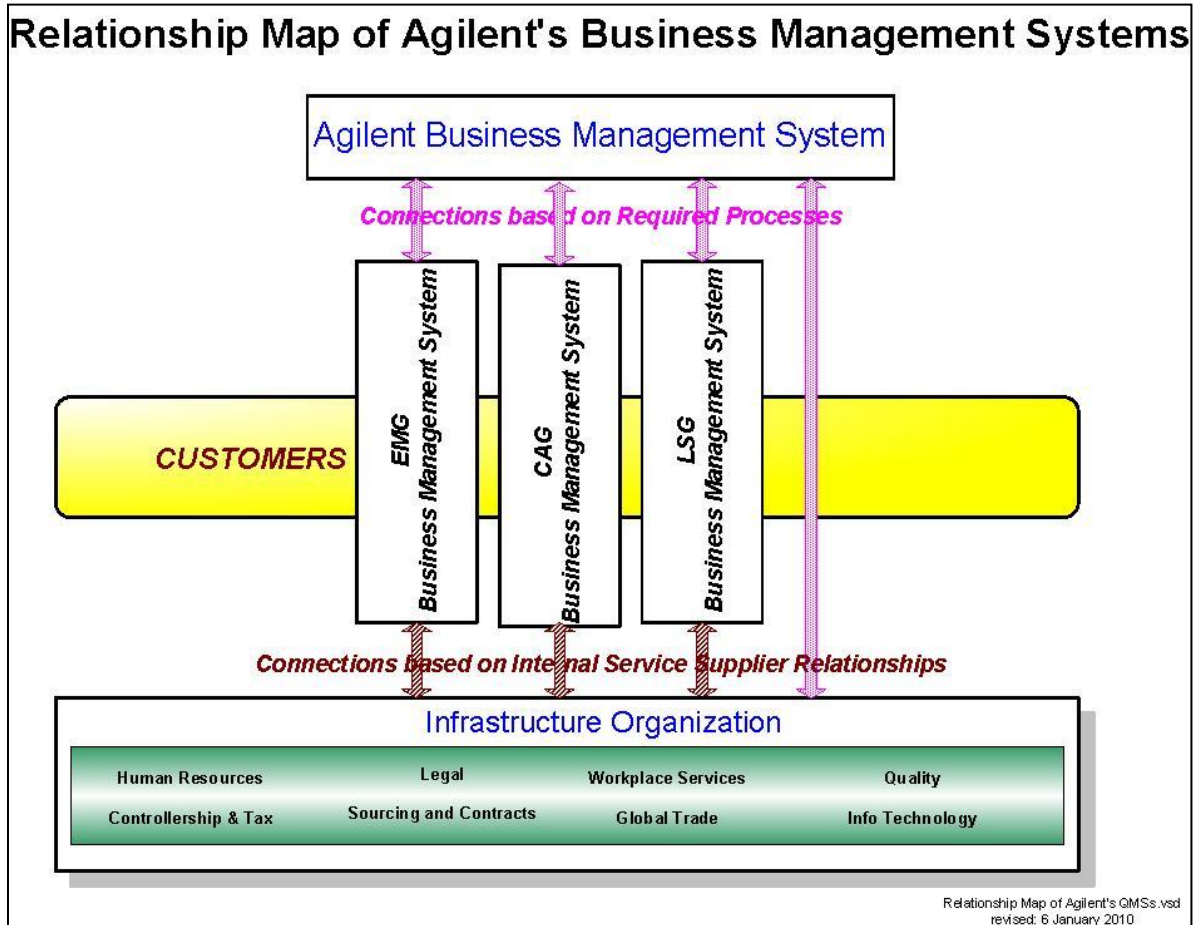 Relationship Map of Agilent's Business Management Systems
Agilent Business Management System
Connections based on Required Processes
CUSTOMERS
EMG
Business Management System
CAG
Business Management System
LSG
Business Management System
Connections based on Internal Service Supplier Relationships
Infrastructure Organization
Human Resources Legal Workplace Services Quality
Controllership & Tax Sourcing and Contracts Global Trade Info Technology
Relationship Map of Agilent's QMSs.vsd
revised: 6 January 2010